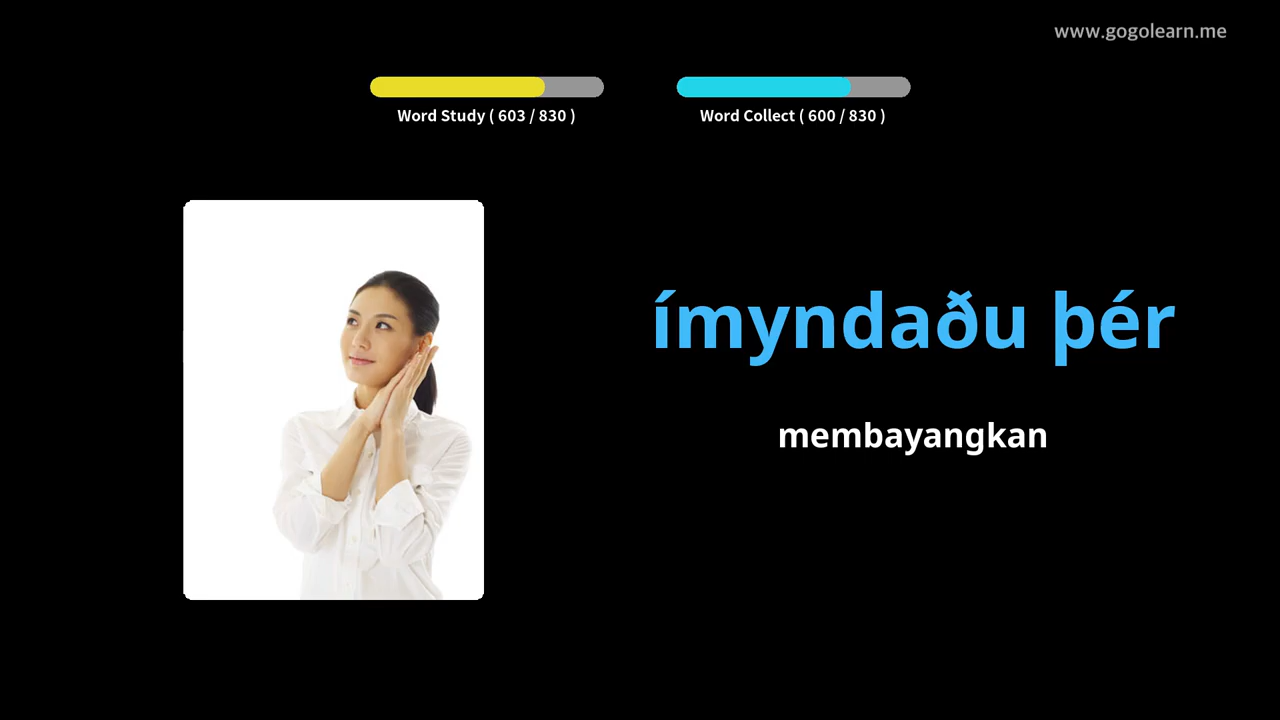 www.gogolearn.me
Word Study ( 603 / 830 )
Word Collect ( 600 / 830 )
ímyndaðu þér
membayangkan